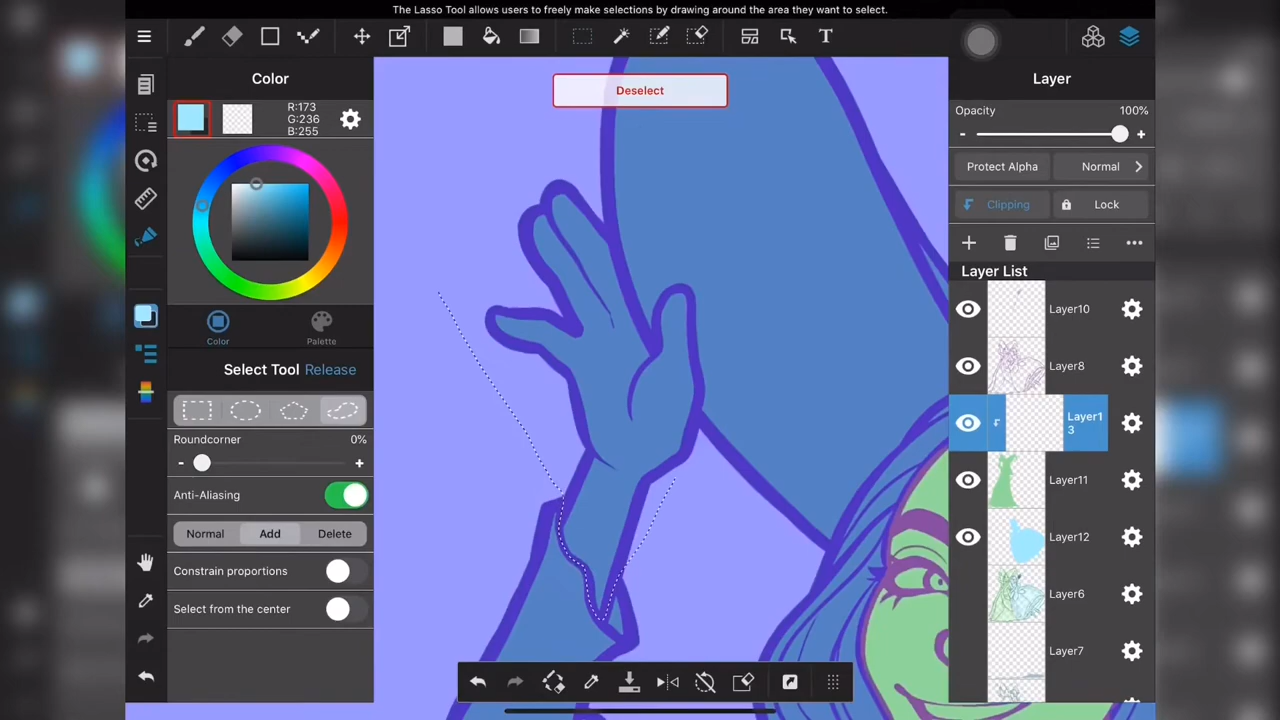 The Lasso Tool allows users to freely make selections by drawing around the area they want to select.
T
Color
R:173
G:236
B:255
Color
Palette
Select Tool Release
Roundcorner 0%
- +
Anti-Aliasing
Normal Add Delete
Constrain proportions
Select from the center
Deselect
Layer
Opacity 100%
- +
Protect Alpha Normal
Clipping Lock
Layer List
Layer10
Layer8
Layer1
3
Layer11
Layer12
Layer6
Layer7